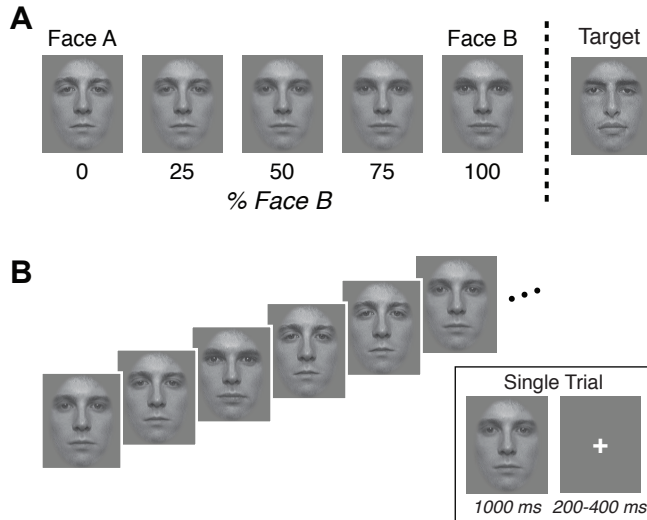 A
Face A
Face B
Target
0 25 50 75 100
% Face B
B
Single Trial
1000 ms 200-400 ms